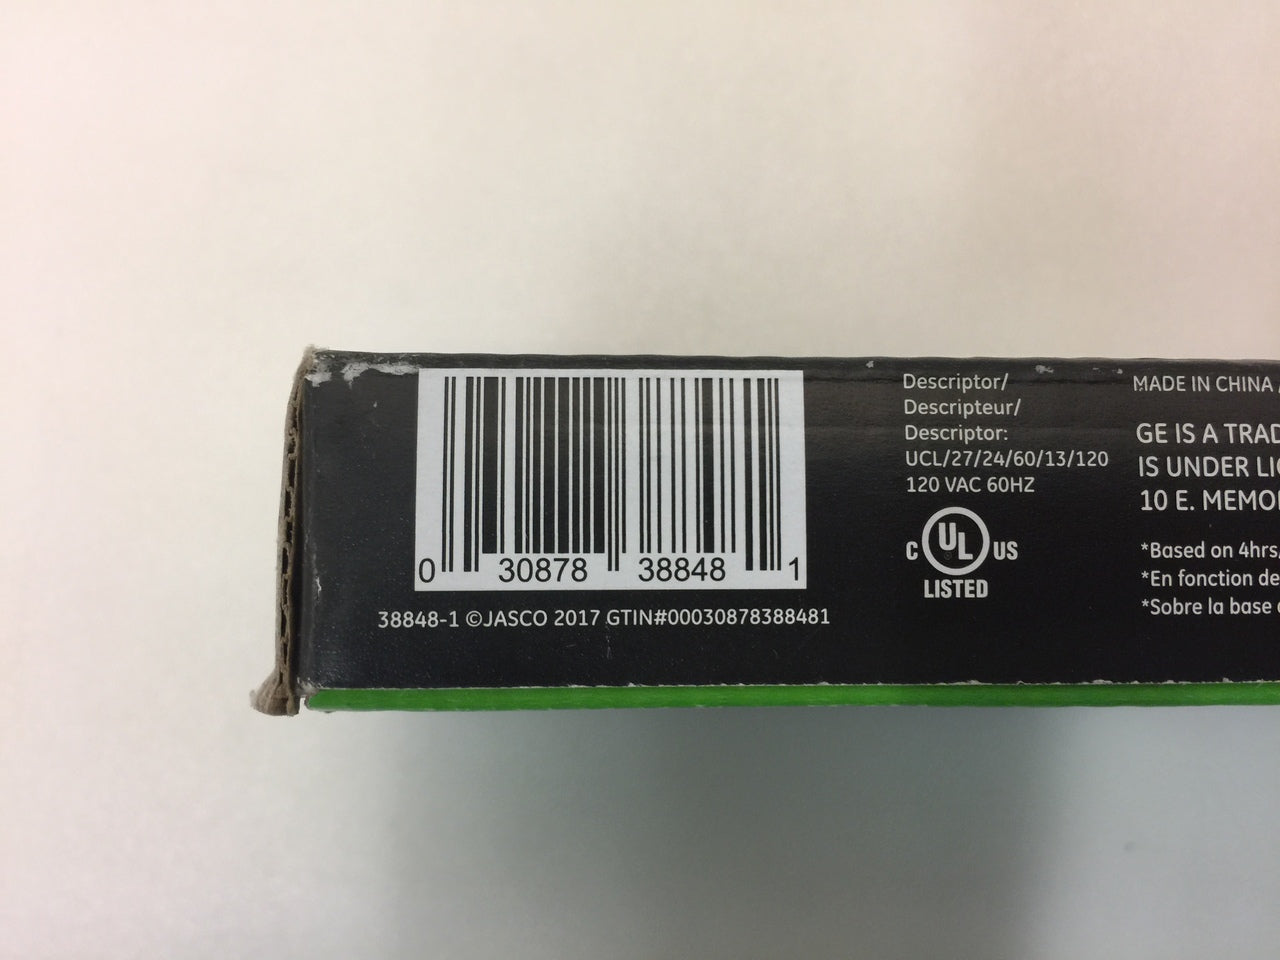 0 30878 38848 1
38848-1 ©JASCO 2017 GTIN#00030878388481
Descriptor/
Descripteur/
Descriptor:
UCL/27/24/60/13/120
120 VAC 60HZ
C UL US
LISTED
MADE IN CHINA
GE IS A TRAD
IS UNDER LIC
10 E. MEMO
*Based on 4hrs/
*En fonction de
*Sobre la base